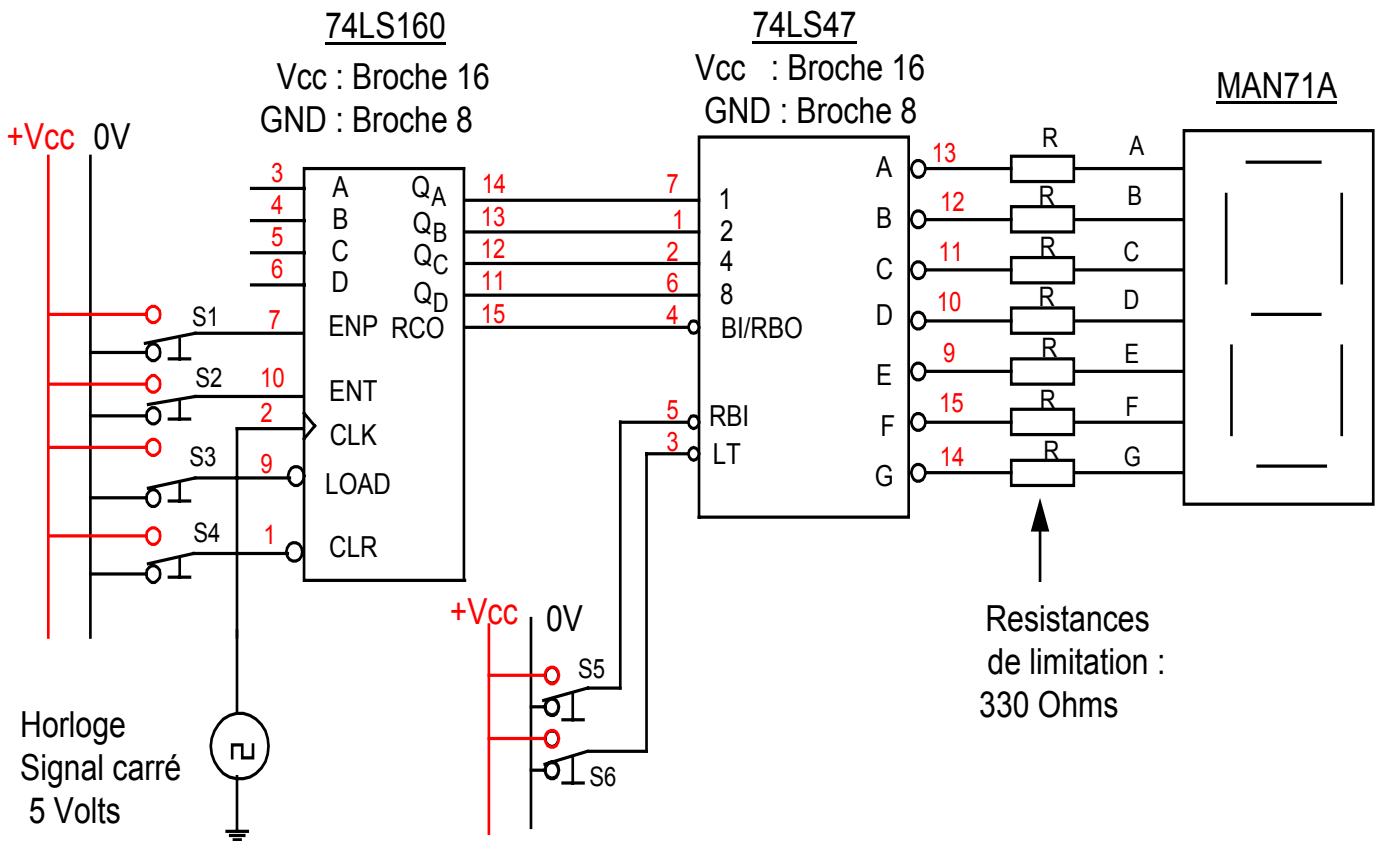 74LS160
Vcc : Broche 16
GND : Broche 8
74LS47
Vcc : Broche 16
GND : Broche 8
MAN71A
+Vcc 0V
3 A QA 14 7 1
4 B QB 13 1 2
5 C QC 12 2 4
6 D QD 11 6 8
S1 7 ENP RCO 15 4 BI/RBO
S2 10 ENT
2 CLK
S3 9 LOAD
S4 1 CLR
5 RBI
3 LT
A 13 R A
B 12 R B
C 11 R C
D 10 R D
E 9 R E
F 15 R F
G 14 R G
+Vcc 0V
S5
S6
Horloge
Signal carré
5 Volts
Resistances
de limitation :
330 Ohms